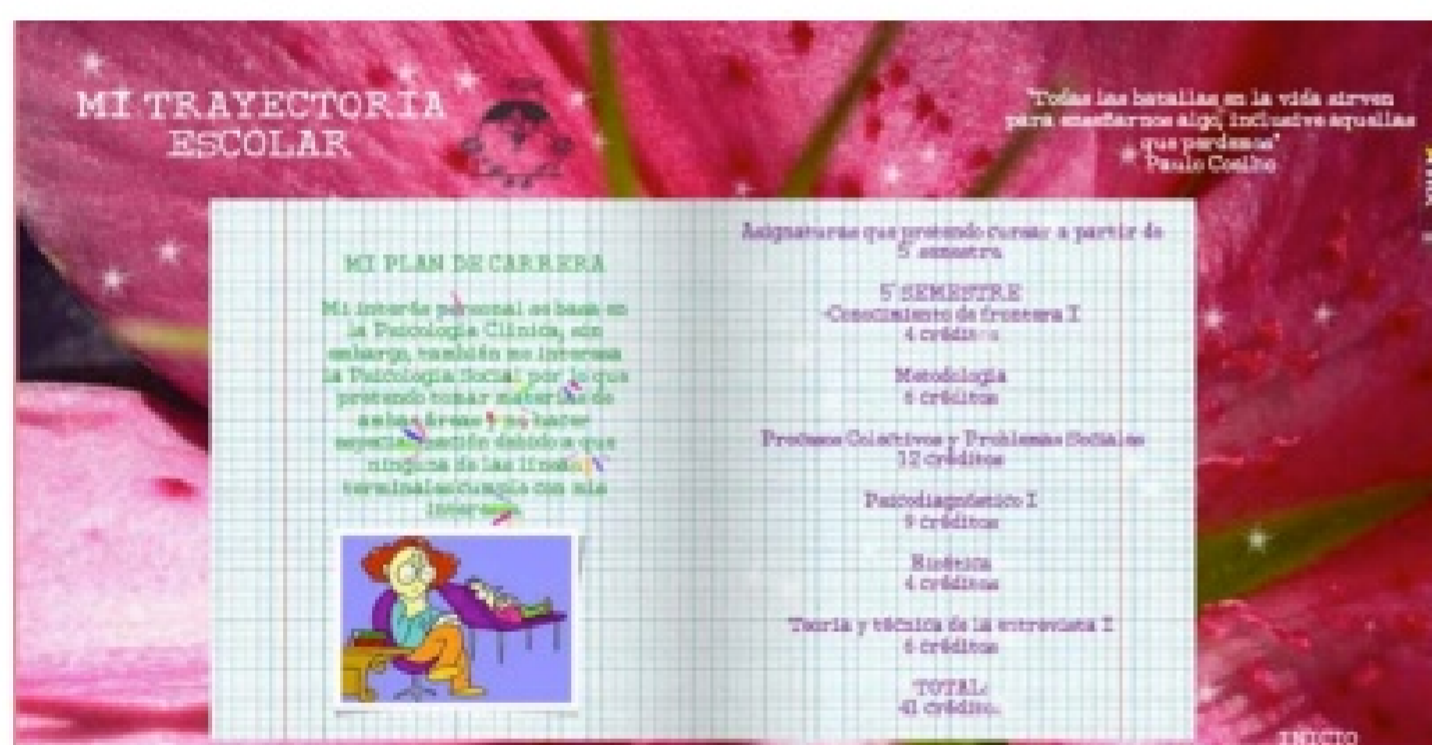 MI TRAYECTORIA
ESCOLAR
"Todas las batallas en la vida sirven
para enseñarnos algo, inclusive aquellas
que perdemos"
Paulo Coelho
MI PLAN DE CARRERA
Mi interés personal se basa en
la Psicología Clínica, sin
embargo, también me interesa
la Psicología Social por lo que
pretendo tomar materias de
ambas áreas y no hacer
especialización debido a que
ninguna de las líneas
terminales cumple con mis
intereses.
Asignaturas que pretendo cursar a partir de
5° semestre
5° SEMESTRE
-Conocimiento de frontera I
4 créditos
Metodología
6 créditos
Procesos Colectivos y Problemas Sociales
12 créditos
Psicodiagnóstico I
9 créditos
Bioética
4 créditos
Teoría y técnica de la entrevista I
6 créditos
TOTAL:
41 créditos.
INICIO